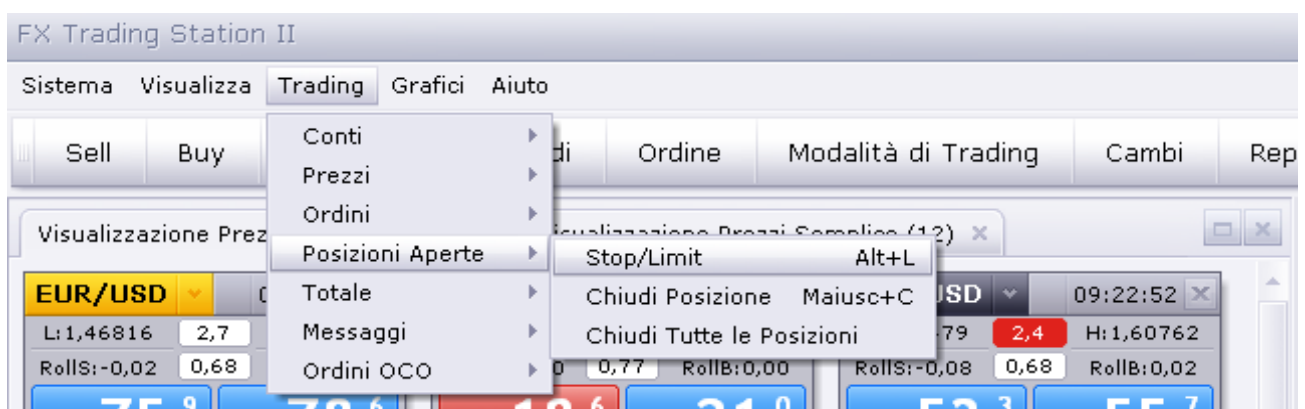 FX Trading Station II
Sistema Visualizza Trading Grafici Aiuto
Sell Buy Ordine Modalità di Trading Cambi
Conti
Prezzi
Ordini
Posizioni Aperte
Totale
Messaggi
Ordini OCO
Stop/Limit Alt+L
Chiudi Posizione Maiusc+C
Chiudi Tutte le Posizioni
Visualizzazione
EUR/USD 09:22:52
L:1,46816 2,7 2,4 H:1,60762
RollS:-0,02 0,68 0,77 RollB:0,00 RollS:-0,08 0,68 RollB:0,02